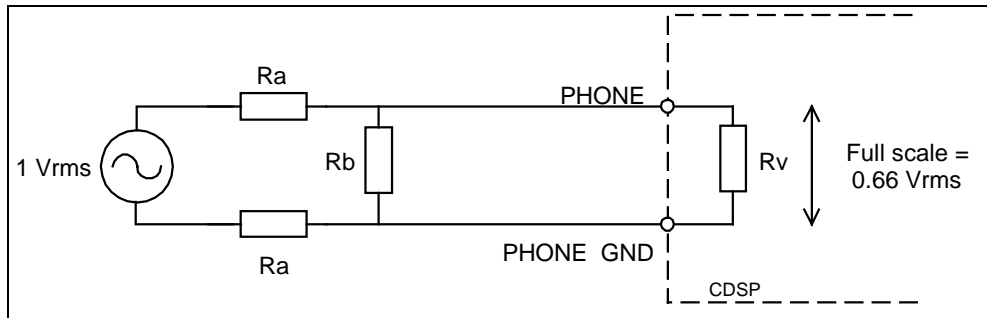 Ra
PHONE
1 Vrms
Rb
Rv
Full scale =
0.66 Vrms
PHONE GND
Ra
CDSP